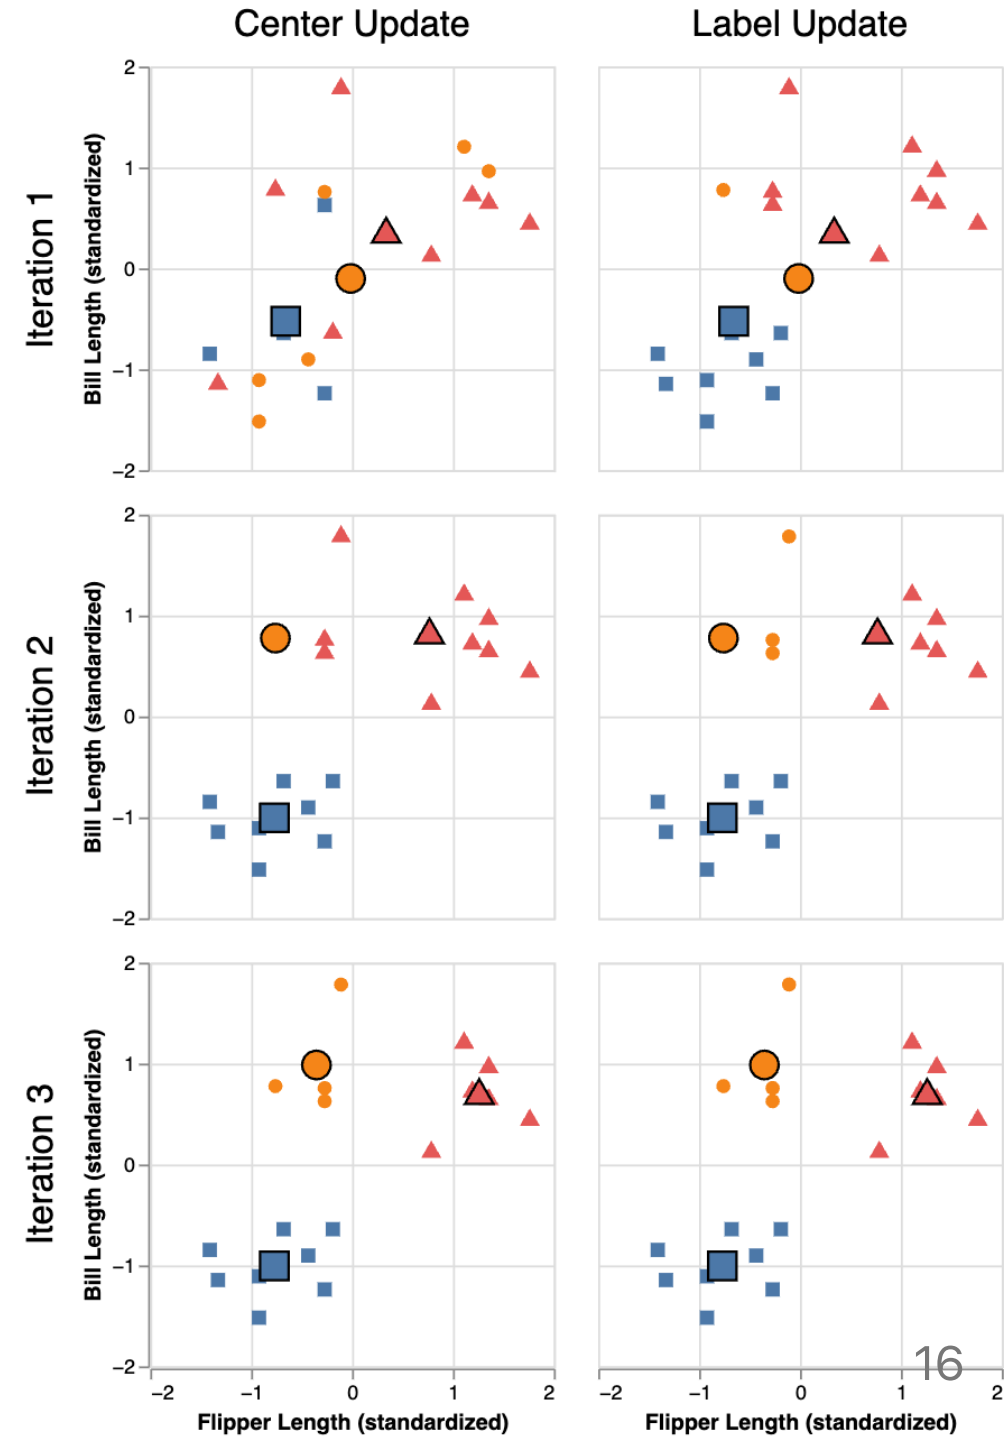 Center Update
Label Update
Iteration 1
Bill Length (standardized)
2
1
0
−1
−2
Iteration 2
Bill Length (standardized)
2
1
0
−1
−2
Iteration 3
Bill Length (standardized)
2
1
0
−1
−2
−2 −1 0 1 2
Flipper Length (standardized)
−2 −1 0 1 2
Flipper Length (standardized)
16